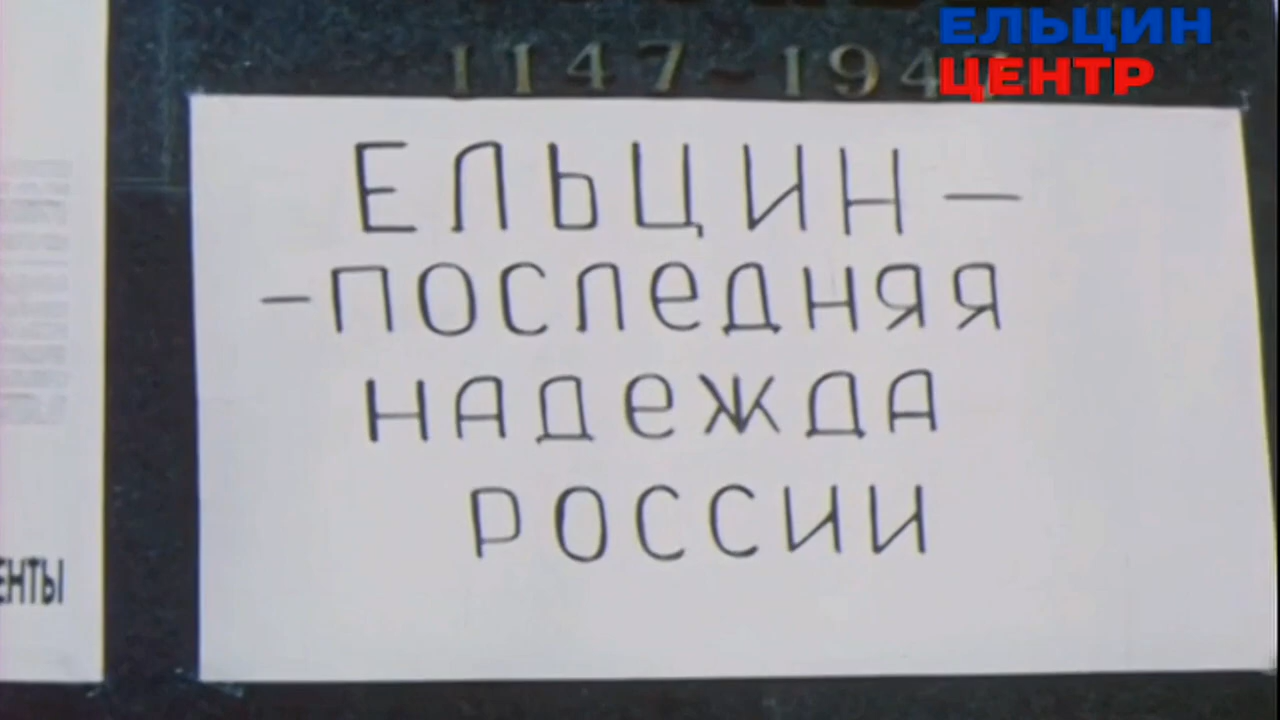 ЕЛЬЦИН
ЦЕНТР
1147-194
ЕЛЬЦИН –
– ПОСЛЕДНЯЯ
НАДЕЖДА
РОССИИ
ЕНТЫ